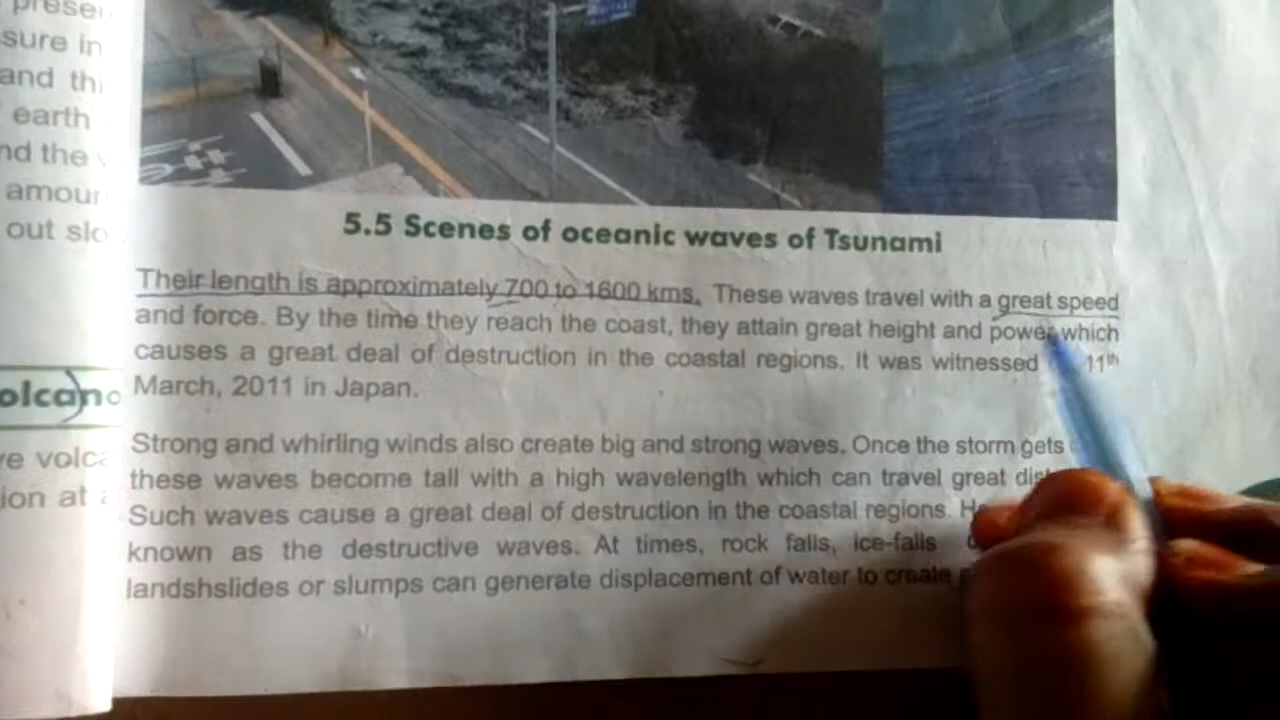 prese
sure in
and thi
earth
nd the
amour
out slo
olcano
ve volca
ion at a
5.5 Scenes of oceanic waves of Tsunami
Their length is approximately 700 to 1600 kms. These waves travel with a great speed
and force. By the time they reach the coast, they attain great height and power which
causes a great deal of destruction in the coastal regions. It was witnessed 11th
March, 2011 in Japan.
Strong and whirling winds also create big and strong waves. Once the storm gets
these waves become tall with a high wavelength which can travel great dist
Such waves cause a great deal of destruction in the coastal regions. H
known as the destructive waves. At times, rock falls, ice-falls
landshslides or slumps can generate displacement of water to create